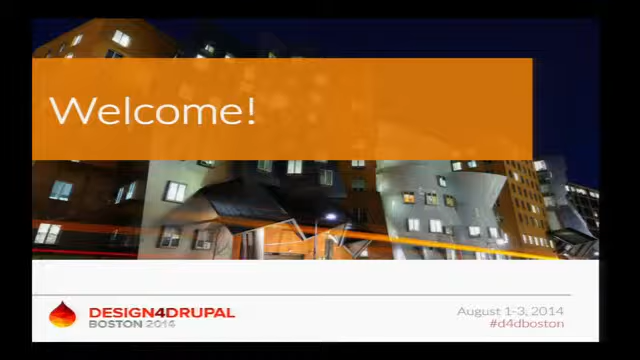 Welcome!
DESIGN4DRUPAL
BOSTON 2014
August 1-3, 2014
#d4dboston